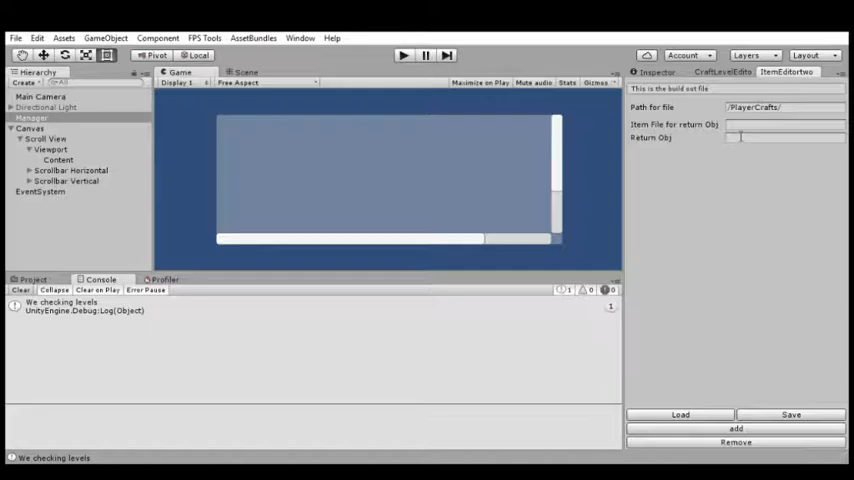 File Edit Assets GameObject Component FPS Tools AssetBundles Window Help
Pivot Local Account Layers Layout
Hierarchy Game Scene Inspector CraftLevelEdito ItemEditortwo
Create All Display 1 Free Aspect Maximize on Play Mute audio Stats Gizmos
This is the build out file
Main Camera
Directional Light
Path for file /PlayerCrafts/
Manager
Item File for return Obj
Canvas
Return Obj
Scroll View
Viewport
Content
Scrollbar Horizontal
Scrollbar Vertical
EventSystem
Project Console Profiler
Clear Collapse Clear on Play Error Pause 1 0 0
We checking levels
UnityEngine.Debug:Log(Object)
1
Load Save
add
Remove
We checking levels